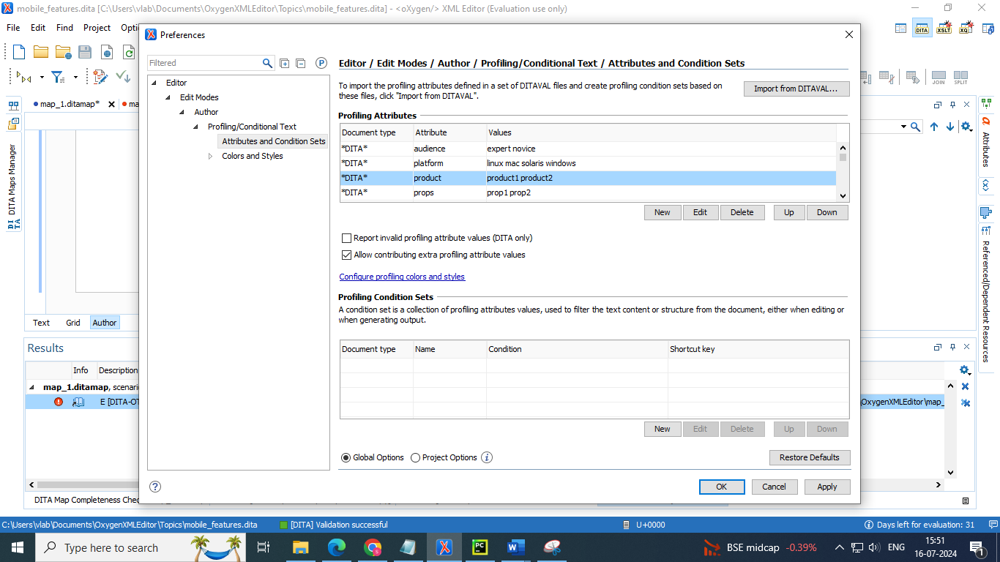 mobile_features.dita [C:\Users\vlab\Documents\OxygenXMLEditor\Topics\mobile_features.dita] - <oXygen/> XML Editor (Evaluation use only)
File Edit Find Project
Preferences
DITA XSLT XQ
Filtered
P
Editor
Edit Modes
Author
Profiling/Conditional Text
Attributes and Condition Sets
Colors and Styles
Editor / Edit Modes / Author / Profiling/Conditional Text / Attributes and Condition Sets
To import the profiling attributes defined in a set of DITAVAL files and create profiling condition sets based on
these files, click "Import from DITAVAL".
Import from DITAVAL...
Profiling Attributes
Document type Attribute Values
*DITA* audience expert novice
*DITA* platform linux mac solaris windows
*DITA* product product1 product2
*DITA* props prop1 prop2
New Edit Delete Up Down
Report invalid profiling attribute values (DITA only)
Allow contributing extra profiling attribute values
Configure profiling colors and styles
Profiling Condition Sets
A condition set is a collection of profiling attributes values, used to filter the text content or structure from the document, either when editing or
when generating output.
Document type Name Condition Shortcut key
New Edit Delete Up Down
Global Options Project Options
Restore Defaults
OK Cancel Apply
JOIN SPLIT
map_1.ditamap*
DITA Maps Manager
Attributes
Referenced/Dependent Resources
Text Grid Author
Results
Info Description
map_1.ditamap, scenari
E [DITA-OT
\OxygenXMLEditor\map_
DITA Map Completeness Chec
C:\Users\vlab\Documents\OxygenXMLEditor\Topics\mobile_features.dita
[DITA] Validation successful
U+0000
Days left for evaluation: 31
Type here to search
BSE midcap -0.39%
ENG
15:51
16-07-2024
1